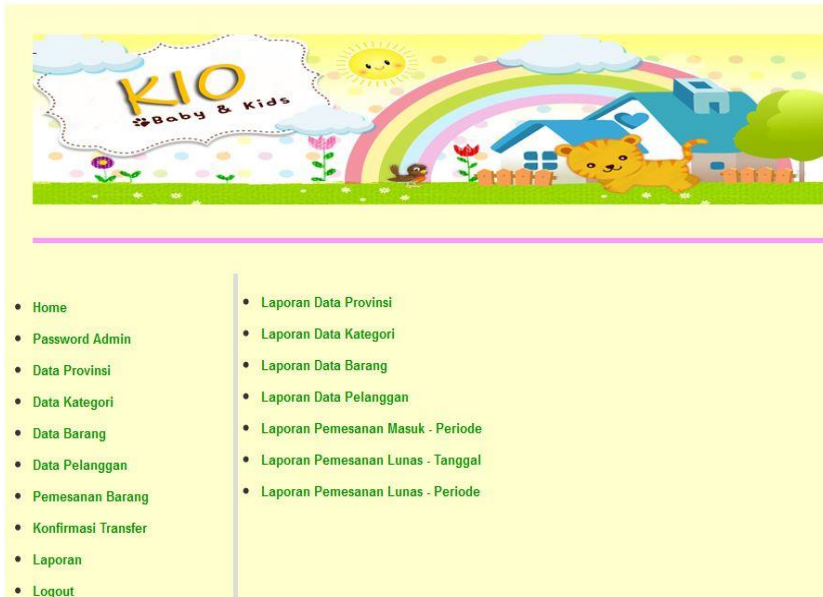 KIO
Baby & Kids
Home
Password Admin
Data Provinsi
Data Kategori
Data Barang
Data Pelanggan
Pemesanan Barang
Konfirmasi Transfer
Laporan
Logout
Laporan Data Provinsi
Laporan Data Kategori
Laporan Data Barang
Laporan Data Pelanggan
Laporan Pemesanan Masuk - Periode
Laporan Pemesanan Lunas - Tanggal
Laporan Pemesanan Lunas - Periode